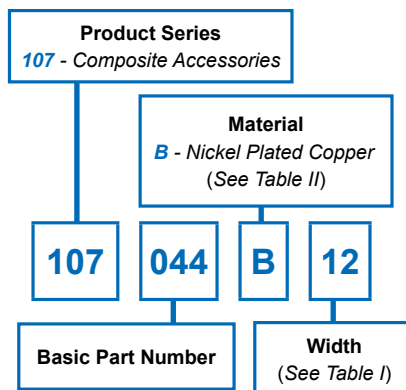 Product Series
107 - Composite Accessories
Material
B - Nickel Plated Copper
(See Table II)
107
044
B
12
Basic Part Number
Width
(See Table I)